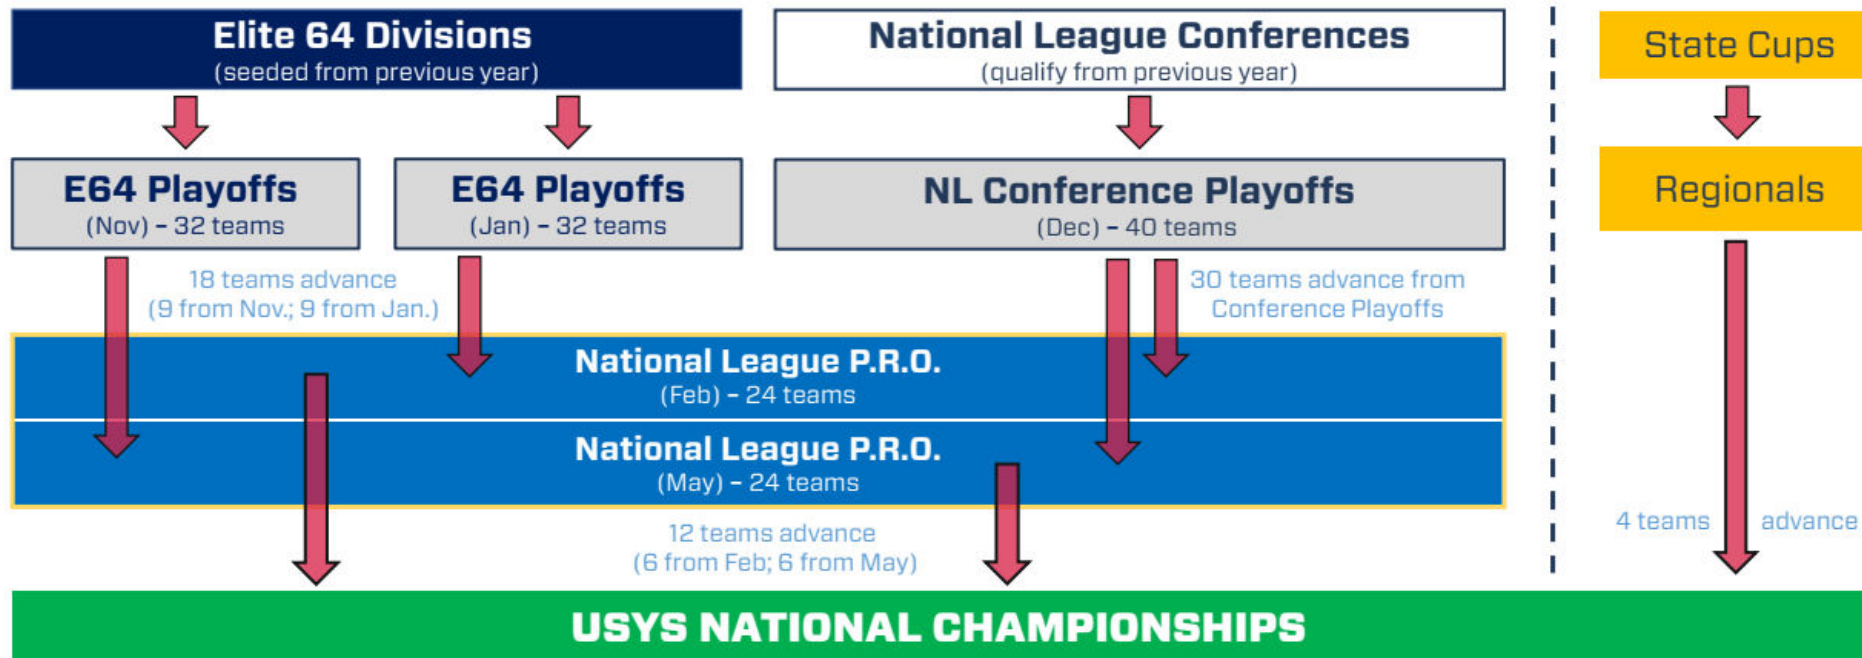 Elite 64 Divisions
(seeded from previous year)
National League Conferences
(qualify from previous year)
State Cups
E64 Playoffs
(Nov) – 32 teams
E64 Playoffs
(Jan) – 32 teams
NL Conference Playoffs
(Dec) – 40 teams
Regionals
18 teams advance
(9 from Nov.; 9 from Jan.)
30 teams advance from
Conference Playoffs
National League P.R.O.
(Feb) – 24 teams
National League P.R.O.
(May) – 24 teams
12 teams advance
(6 from Feb; 6 from May)
4 teams advance
USYS NATIONAL CHAMPIONSHIPS